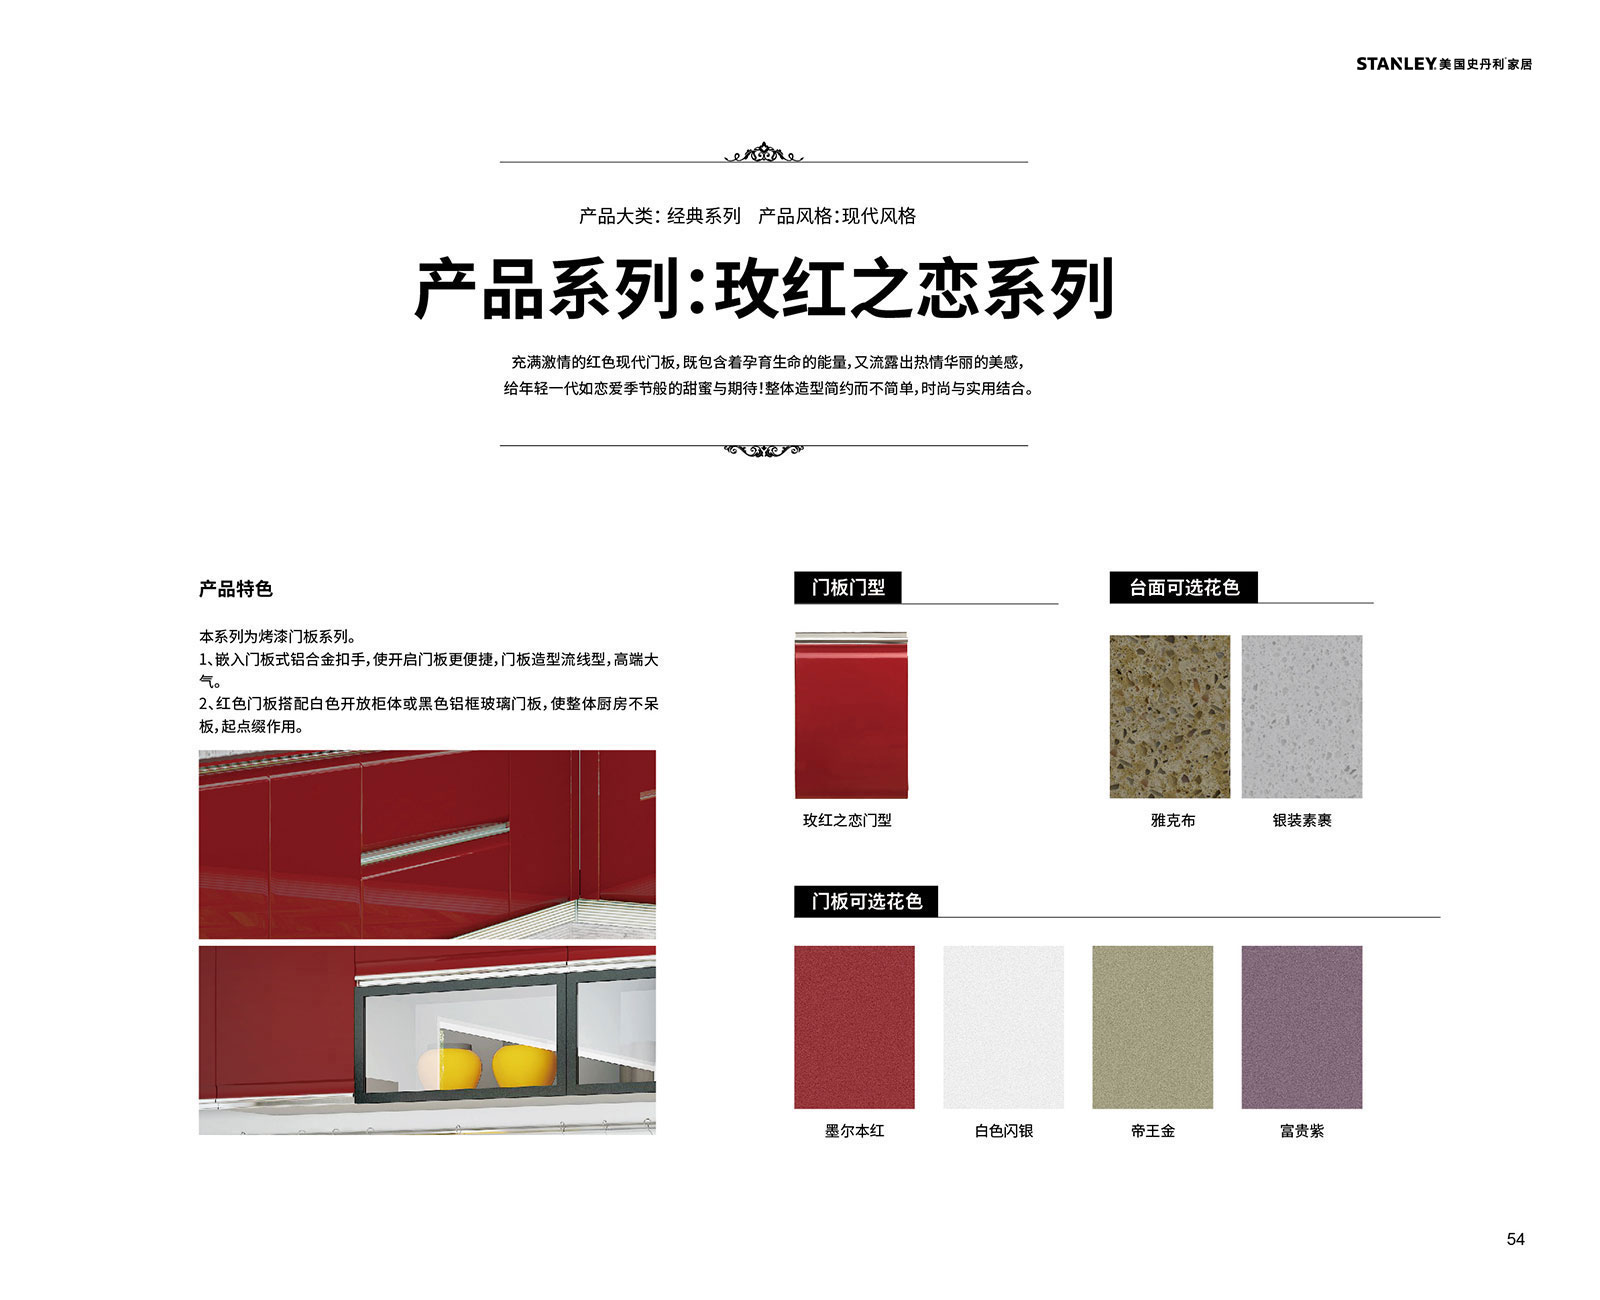 STANLEY.美国史丹利®家居
产品大类：经典系列 产品风格：现代风格
产品系列：玫红之恋系列
充满激情的红色现代门板，既包含着孕育生命的能量，又流露出热情华丽的美感，
给年轻一代如恋爱季节般的甜蜜与期待！整体造型简约而不简单，时尚与实用结合。
产品特色
本系列为烤漆门板系列。
1、嵌入门板式铝合金扣手，使开启门板更便捷，门板造型流线型，高端大
气。
2、红色门板搭配白色开放柜体或黑色铝框玻璃门板，使整体厨房不呆
板，起点缀作用。
门板门型
玫红之恋门型
台面可选花色
雅克布
银装素裹
门板可选花色
墨尔本红
白色闪银
帝王金
富贵紫
54